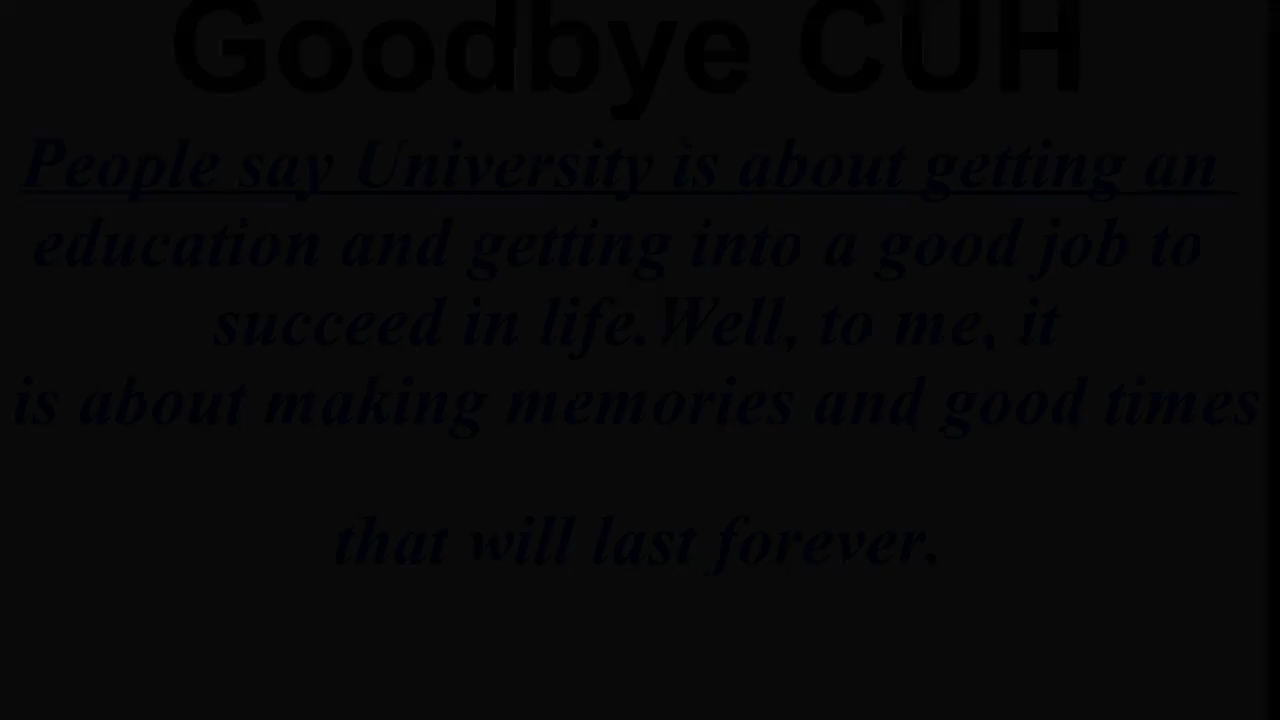 Goodbye CUH
People say University is about getting an
education and getting into a good job to
succeed in life.Well, to me, it
is about making memories and good times
that will last forever.